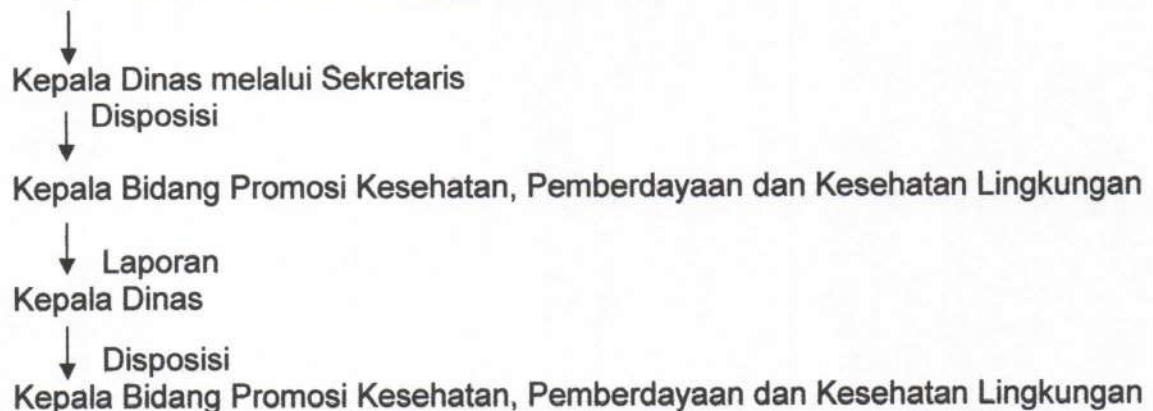 Kepala Dinas melalui Sekretaris
Disposisi
Kepala Bidang Promosi Kesehatan, Pemberdayaan dan Kesehatan Lingkungan
Laporan
Kepala Dinas
Disposisi
Kepala Bidang Promosi Kesehatan, Pemberdayaan dan Kesehatan Lingkungan